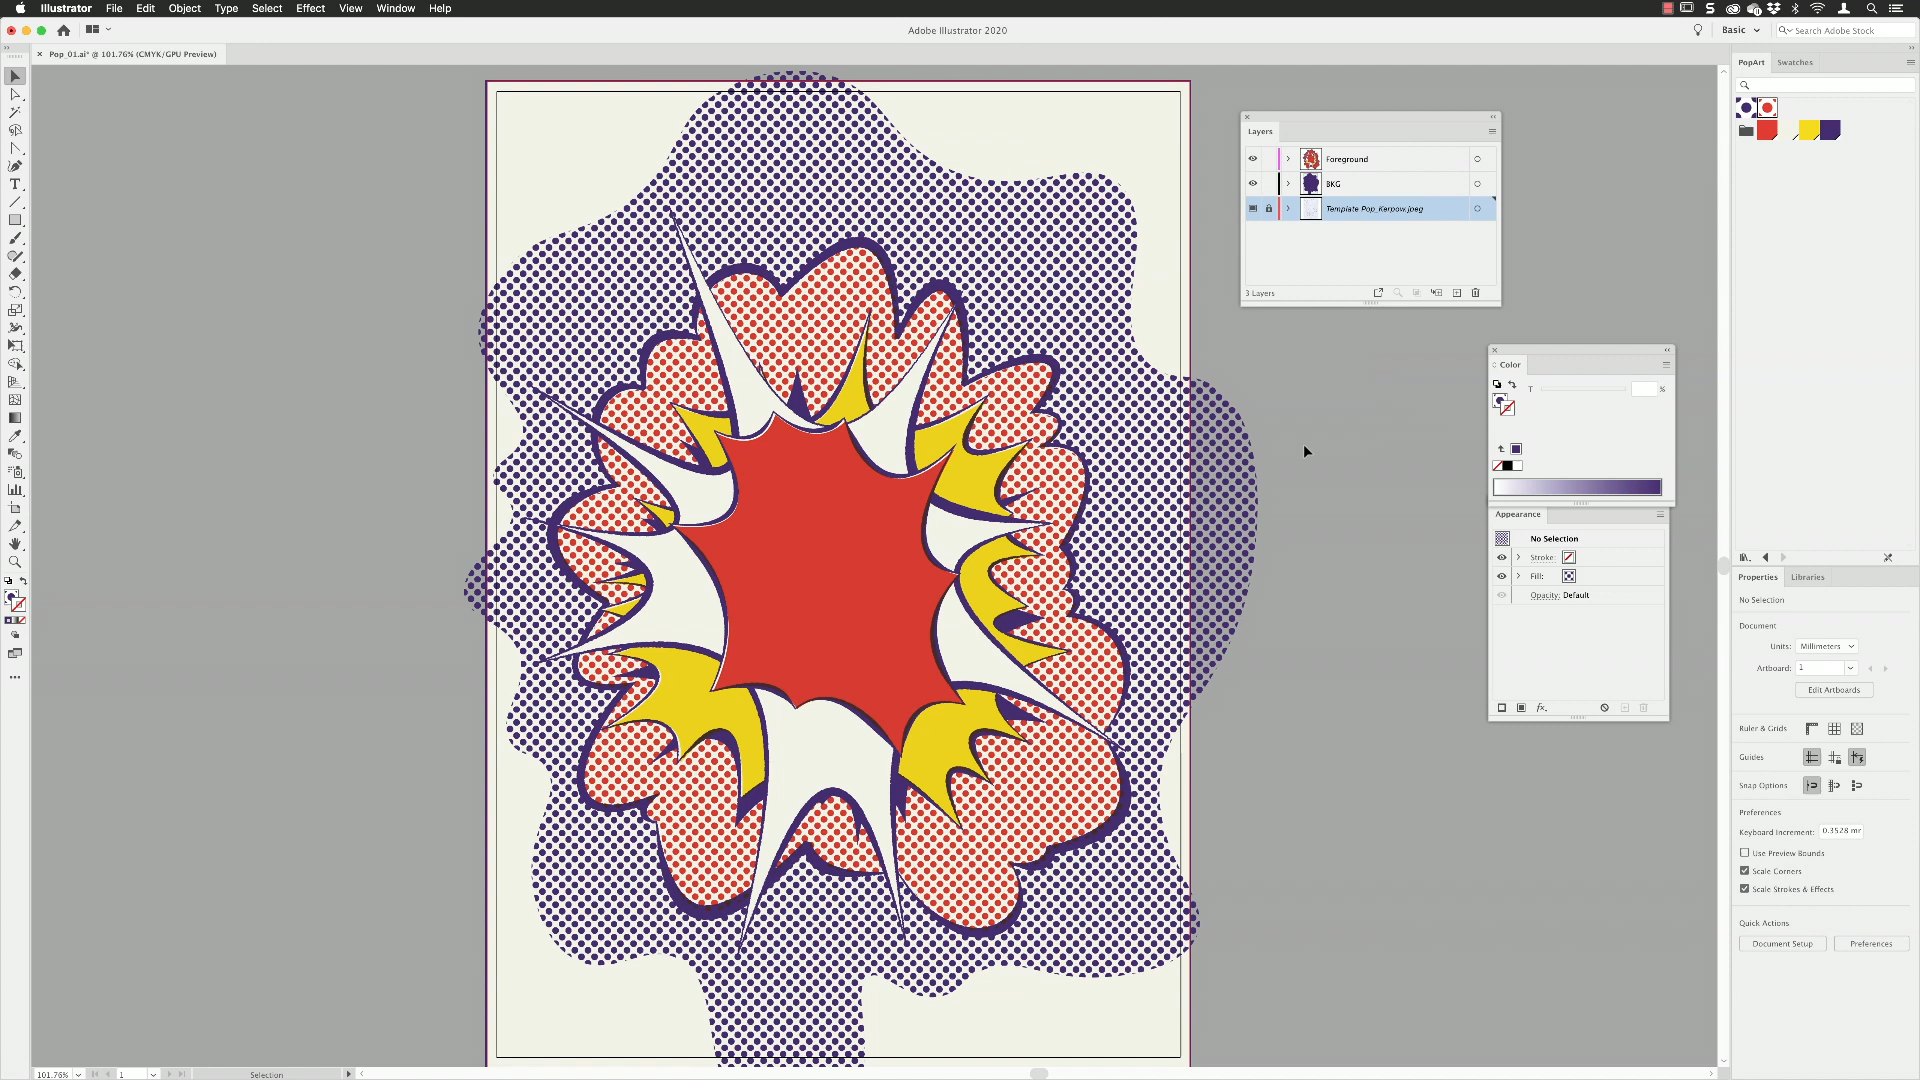 Illustrator File Edit Object Type Select Effect View Window Help
Adobe Illustrator 2020
Basic
Search Adobe Stock
× Pop_01.ai* @ 101.76% (CMYK/GPU Preview)
PopArt Swatches
Layers
Foreground
BKG
Template Pop_Kerpow.jpeg
3 Layers
Color
T %
Appearance
No Selection
Stroke:
Fill:
Opacity: Default
Properties Libraries
No Selection
Document
Units: Millimeters
Artboard: 1
Edit Artboards
Ruler & Grids
Guides
Snap Options
Preferences
Keyboard Increment: 0.3528 mr
Use Preview Bounds
Scale Corners
Scale Strokes & Effects
Quick Actions
Document Setup Preferences
101.76% 1 Selection